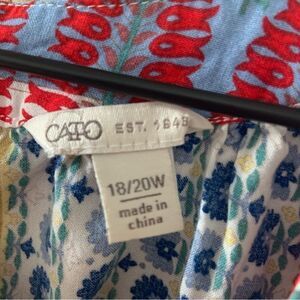 CATO EST. 1946
18/20W
made in
china